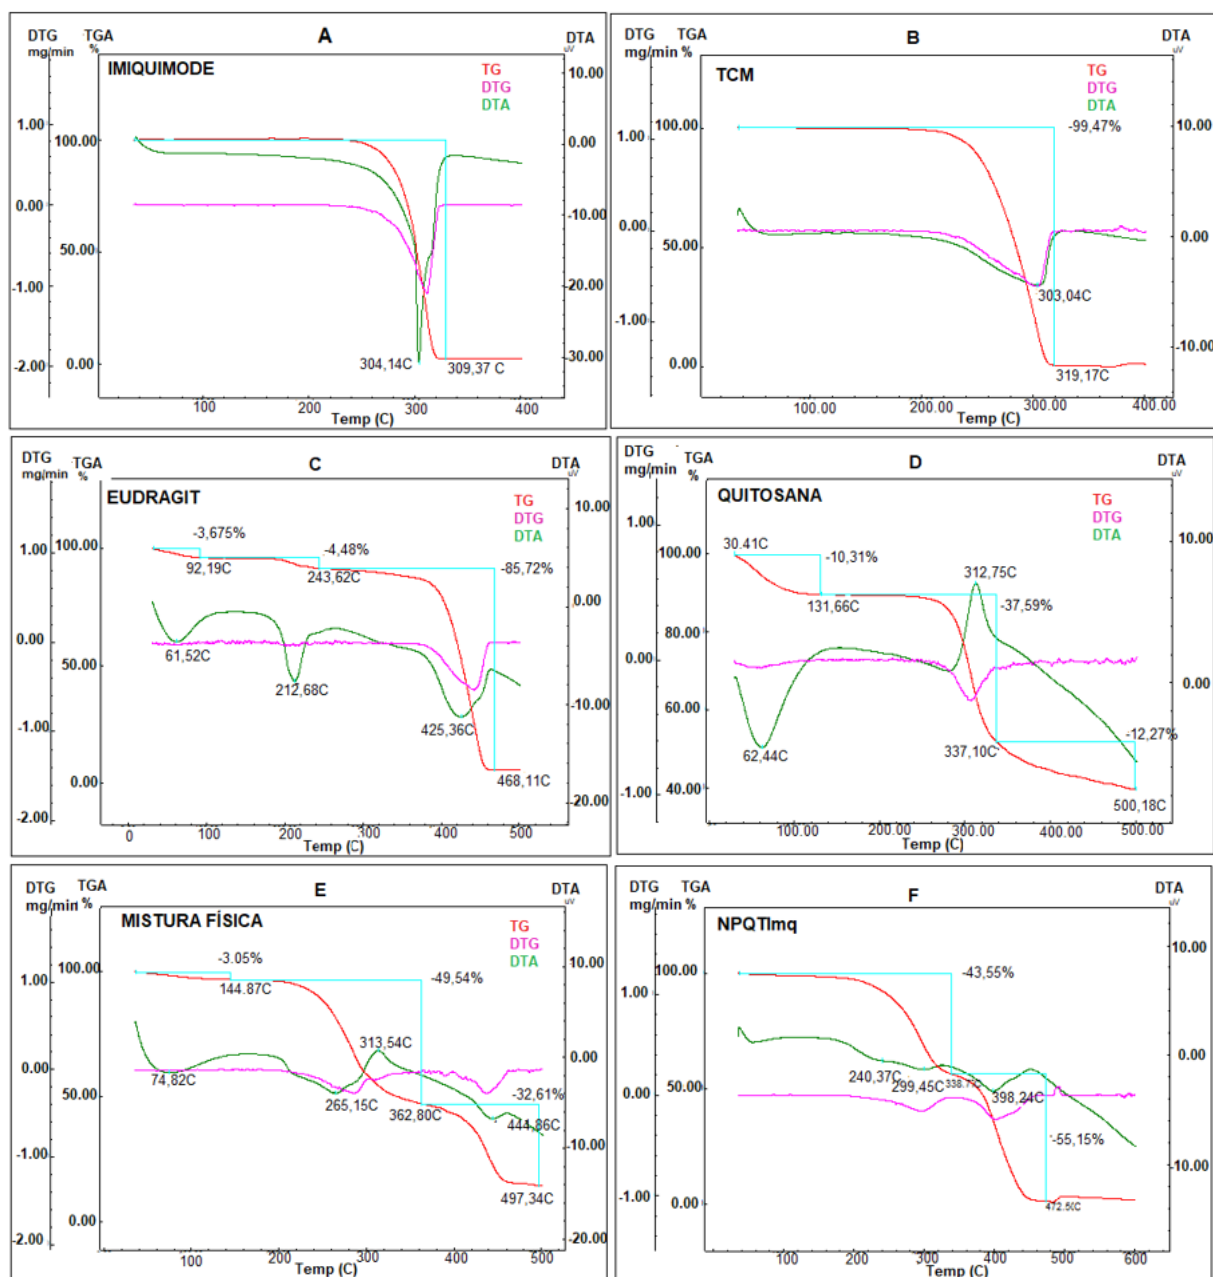 A
DTG TGA DTA
mg/min % uV
IMIQUIMODE
TG
DTG
DTA
10.00
1.00 100.00 0.00
0.00 -10.00
50.00
-1.00 -20.00
-2.00 0.00 -30.00
304,14C 309,37 C
100 200 300 400
Temp (C)
B
DTG TGA DTA
mg/min % uV
TCM
TG
DTG
DTA
-99,47%
1.00 100.00 10.00
0.00 50.00 0.00
303,04C
-1.00
0.00 -10.00
319,17C
100.00 200.00 300.00 400.00
Temp (C)
C
DTG TGA DTA
mg/min % uV
EUDRAGIT
TG
DTG
DTA
10.00
-3,675%
-4,48%
-85,72%
1.00 100.00
92,19C 243,62C
0.00
0.00
61,52C
50.00
212,68C
425,36C
-1.00 -10.00
0.00 468,11C
-2.00 -20.00
0 100 200 300 400 500
Temp (C)
D
DTG TGA DTA
mg/min % uV
QUITOSANA
TG
DTG
DTA
30.41C
1.00 100.00 10.00
-10,31%
312,75C
-37,59%
131,66C
80.00
0.00
0.00
60.00
62,44C 337,10C -12,27%
-1.00 40.00
500,18C
100.00 200.00 300.00 400.00 500.00
Temp (C)
E
DTG TGA DTA
mg/min % uV
MISTURA FÍSICA
TG
DTG
DTA
-3.05% -49,54%
1.00 100.00 10.00
144.87C
313,54C
0.00 0.00
74,82C
265,15C 362,80C -32,61%
444,86C
50.00
-1.00 -10.00
497,34C
0.00
-2.00 -20.00
100 200 300 400 500
Temp (C)
F
DTG TGA DTA
mg/min % uV
NPQTImq
TG
DTG
DTA
-43,55%
10.00
1.00 100.00
0.00
240,37C 299,45C 398,24C
0.00 50.00
-55,15%
-10.00
-1.00 0.00
100 200 300 400 500 600
Temp (C)